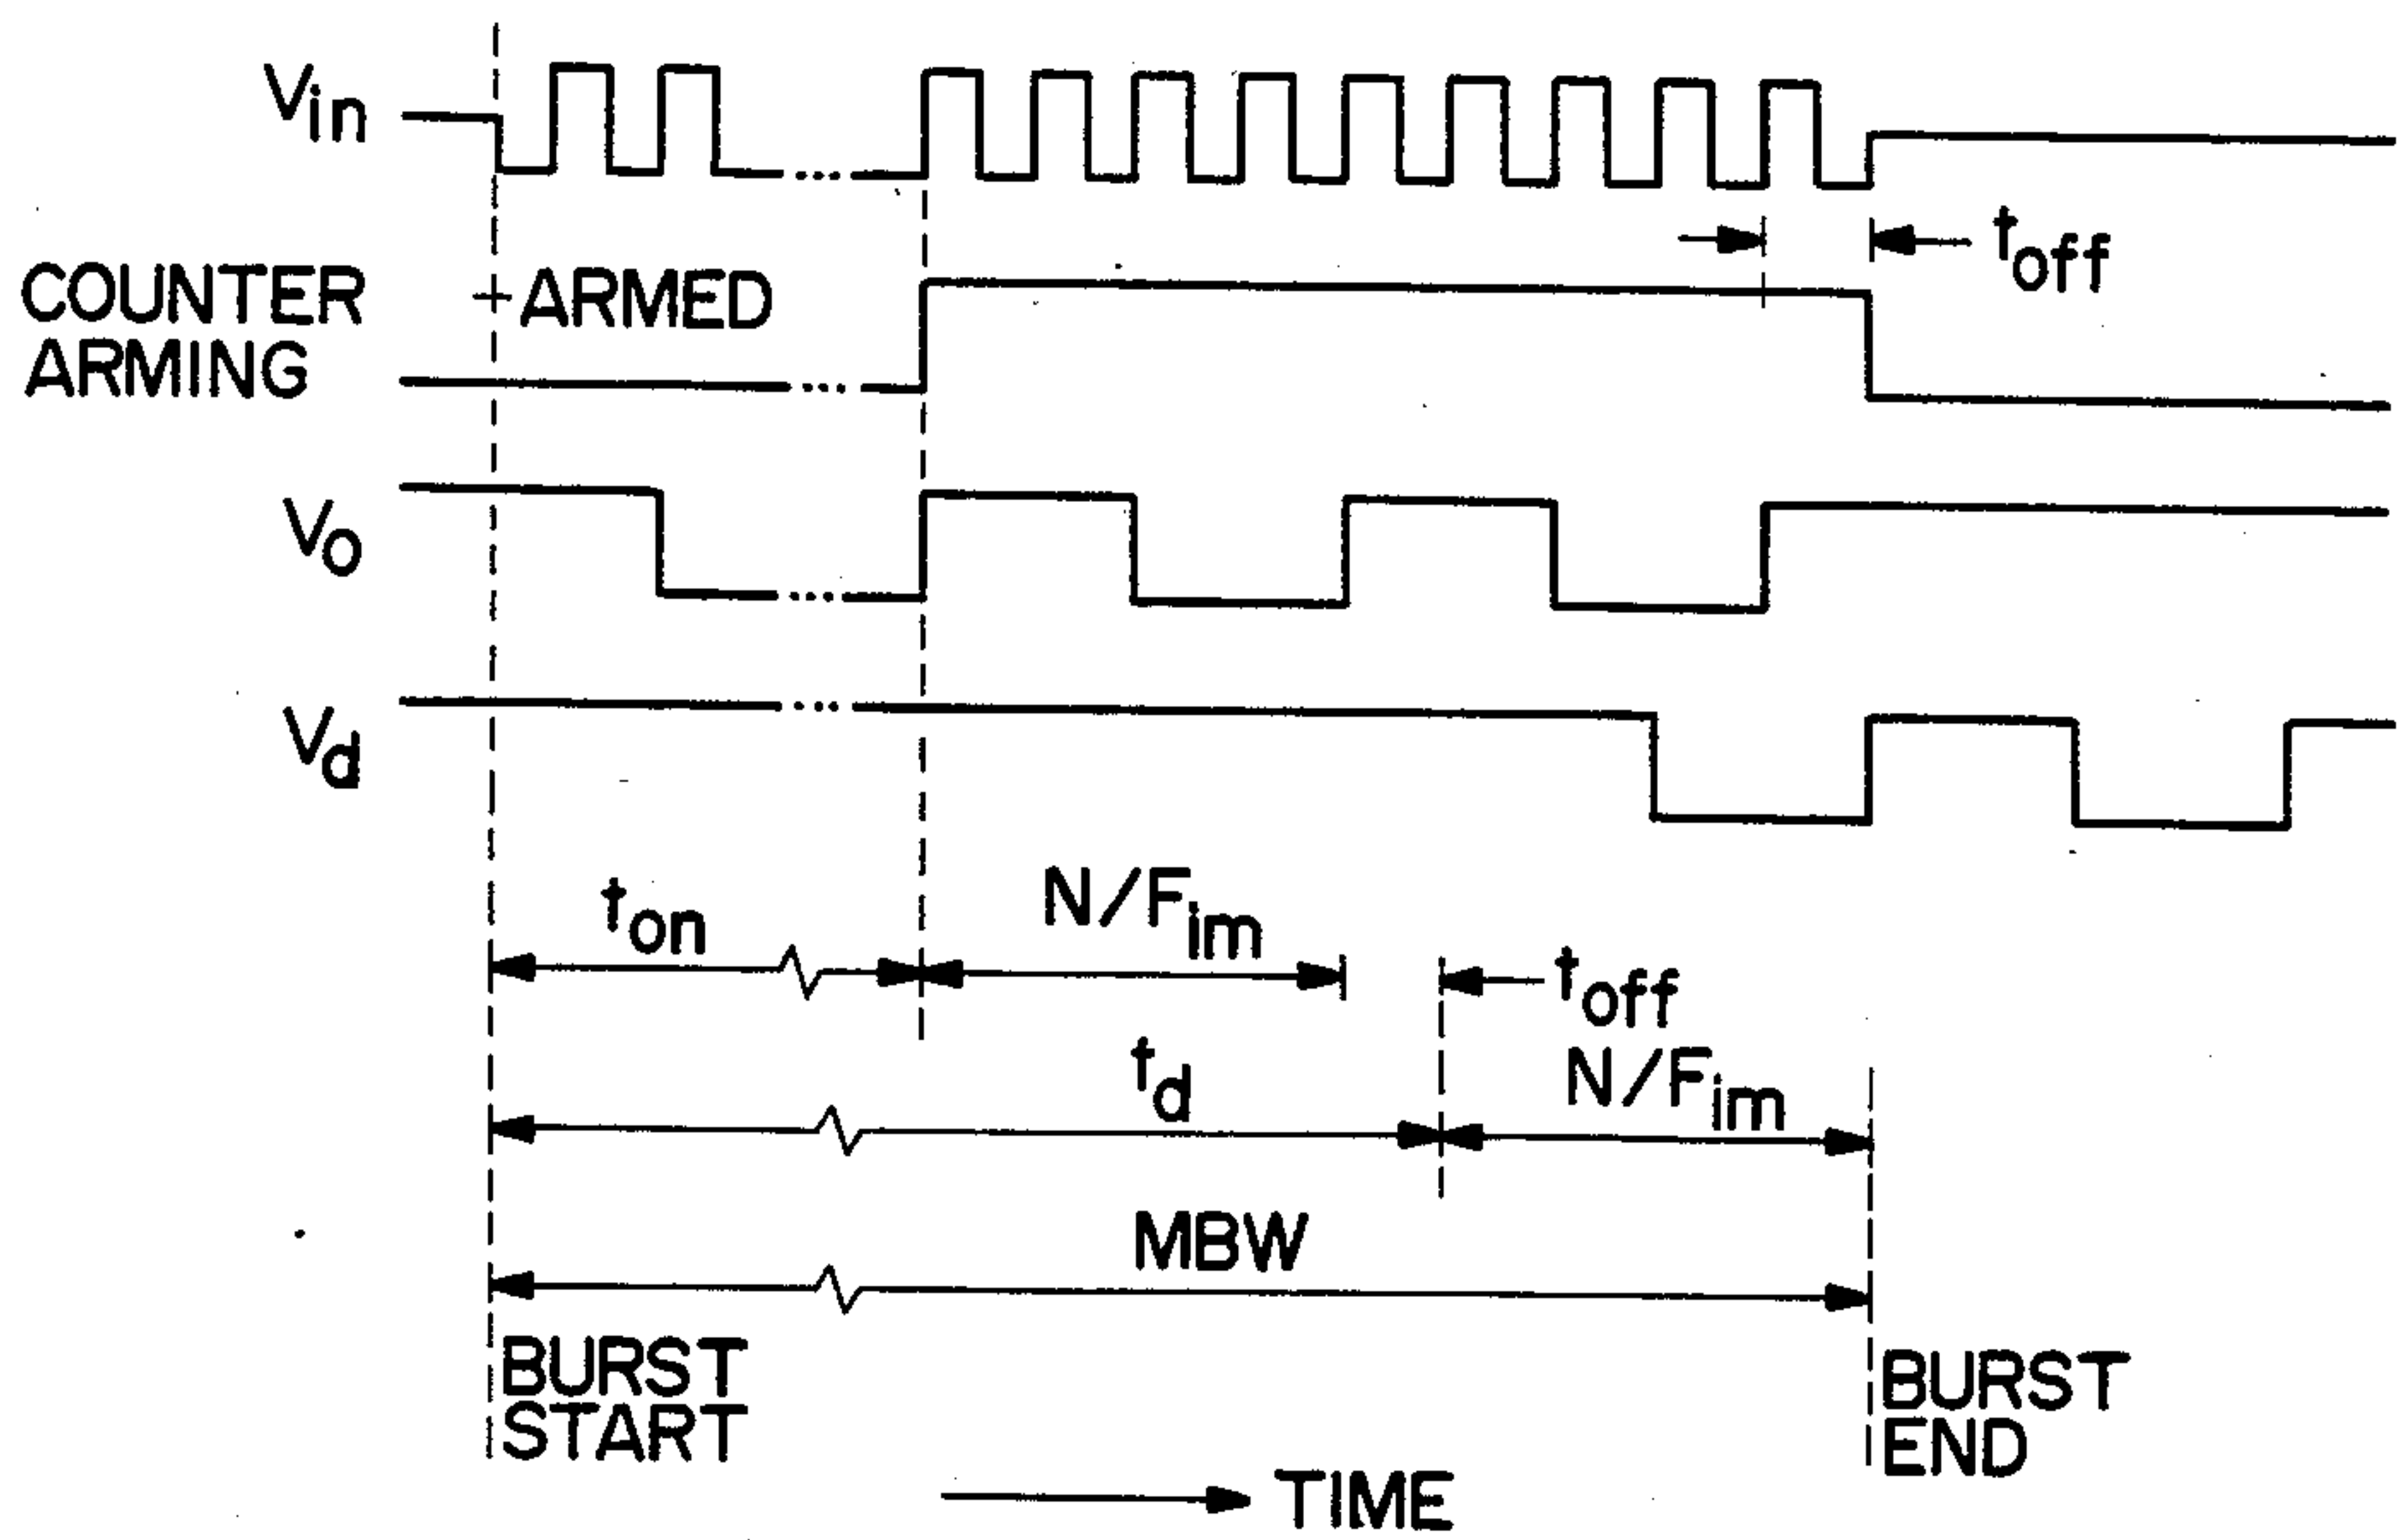 Vin
toff
COUNTER
ARMING
ARMED
Vo
Vd
ton
N/Fim
toff
td
N/Fim
MBW
BURST
START
BURST
END
TIME